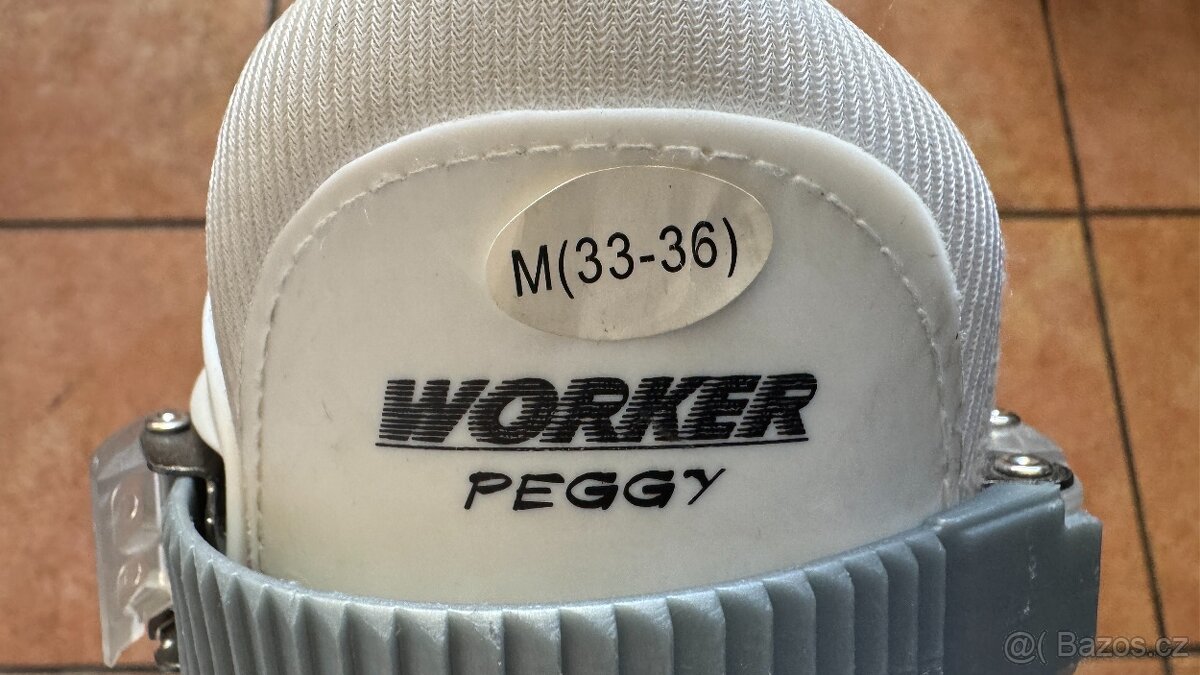 M(33-36)
WORKER
PEGGY
@( Bazos.cz